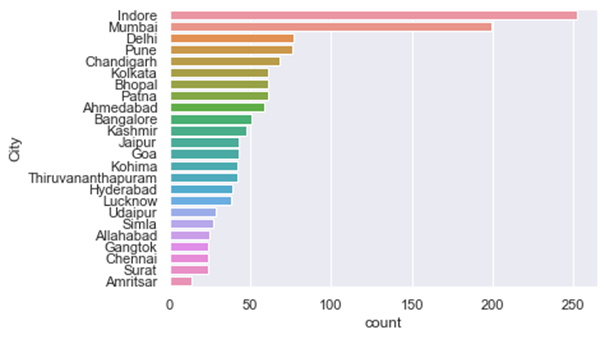 Indore
Mumbai
Delhi
Pune
Chandigarh
Kolkata
Bhopal
Patna
Ahmedabad
Bangalore
Kashmir
Jaipur
Goa
Kohima
Thiruvananthapuram
Hyderabad
Lucknow
Udaipur
Simla
Allahabad
Gangtok
Chennai
Surat
Amritsar
City
0 50 100 150 200 250
count